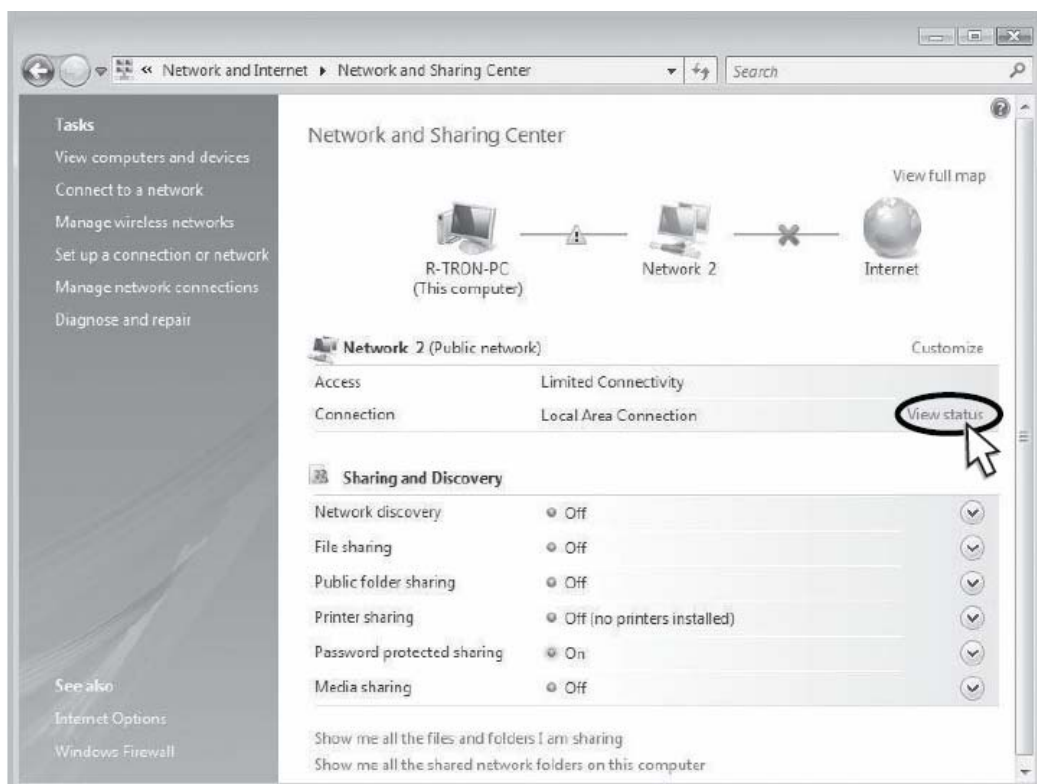 « Network and Internet ▸ Network and Sharing Center
Search
Tasks
View computers and devices
Connect to a network
Manage wireless networks
Set up a connection or network
Manage network connections
Diagnose and repair
See also
Internet Options
Windows Firewall
Network and Sharing Center
View full map
R-TRON-PC
(This computer)
Network 2
Internet
Network 2 (Public network)
Customize
Access
Limited Connectivity
Connection
Local Area Connection
View status
Sharing and Discovery
Network discovery
Off
File sharing
Off
Public folder sharing
Off
Printer sharing
Off (no printers installed)
Password protected sharing
On
Media sharing
Off
Show me all the files and folders I am sharing
Show me all the shared network folders on this computer